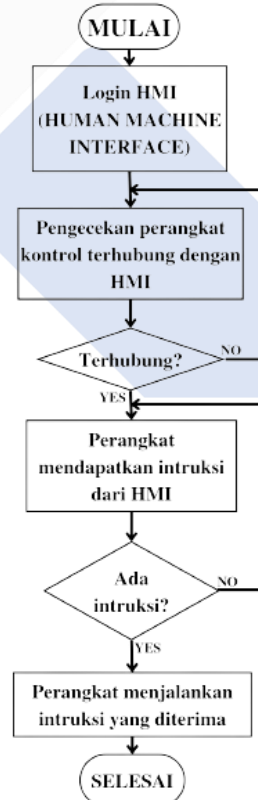 MULAI
Login HMI
(HUMAN MACHINE
INTERFACE)
Pengecekan perangkat
kontrol terhubung dengan
HMI
Terhubung?
NO
YES
Perangkat
mendapatkan intruksi
dari HMI
Ada
intruksi?
NO
YES
Perangkat menjalankan
intruksi yang diterima
SELESAI